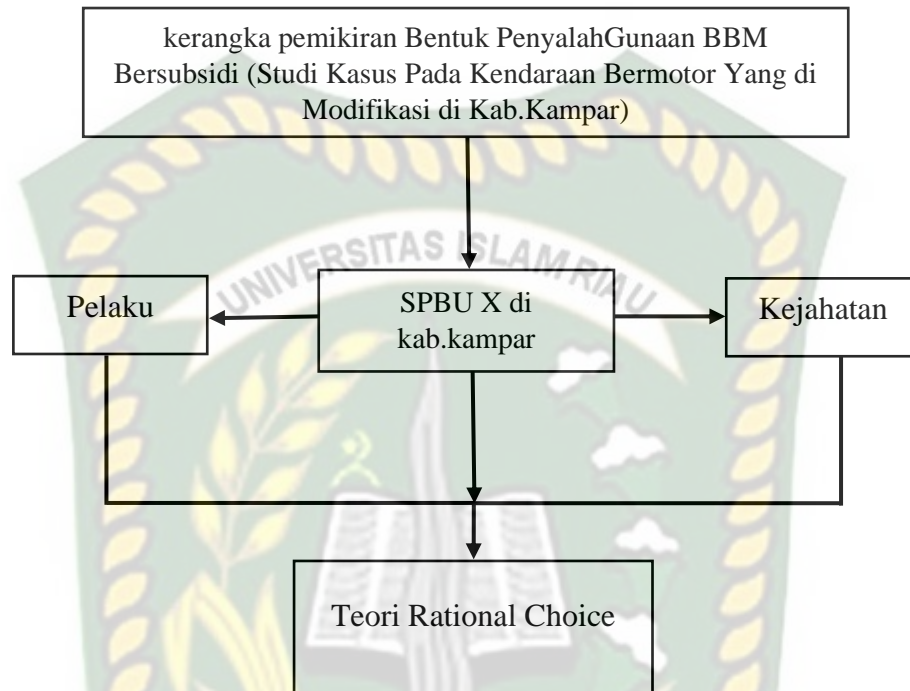 kerangka pemikiran Bentuk PenyalahGunaan BBM
Bersubsidi (Studi Kasus Pada Kendaraan Bermotor Yang di
Modifikasi di Kab.Kampar)
UNIVERSITAS ISLAM RIAU
Pelaku
SPBU X di
kab.kampar
Kejahatan
Teori Rational Choice